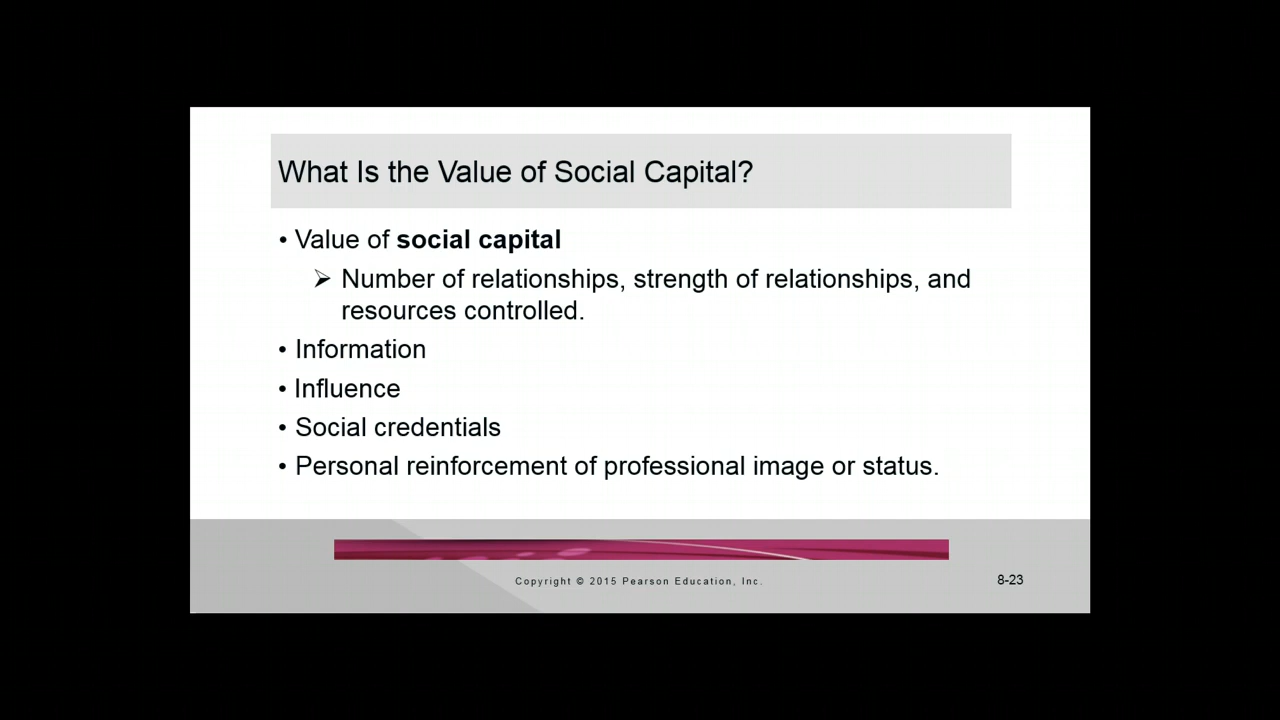 What Is the Value of Social Capital?
• Value of social capital
➢ Number of relationships, strength of relationships, and
resources controlled.
• Information
• Influence
• Social credentials
• Personal reinforcement of professional image or status.
Copyright © 2015 Pearson Education, Inc.
8-23